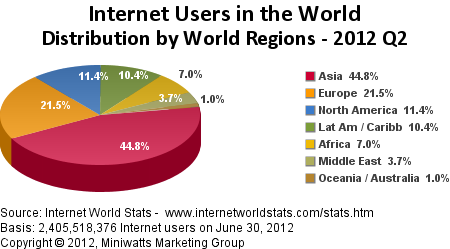 Internet Users in the World
Distribution by World Regions - 2012 Q2
11.4%
10.4%
7.0%
3.7%
1.0%
21.5%
44.8%
Asia 44.8%
Europe 21.5%
North America 11.4%
Lat Am / Caribb 10.4%
Africa 7.0%
Middle East 3.7%
Oceania / Australia 1.0%
Source: Internet World Stats - www.internetworldstats.com/stats.htm
Basis: 2,405,518,376 Internet users on June 30, 2012
Copyright © 2012, Miniwatts Marketing Group